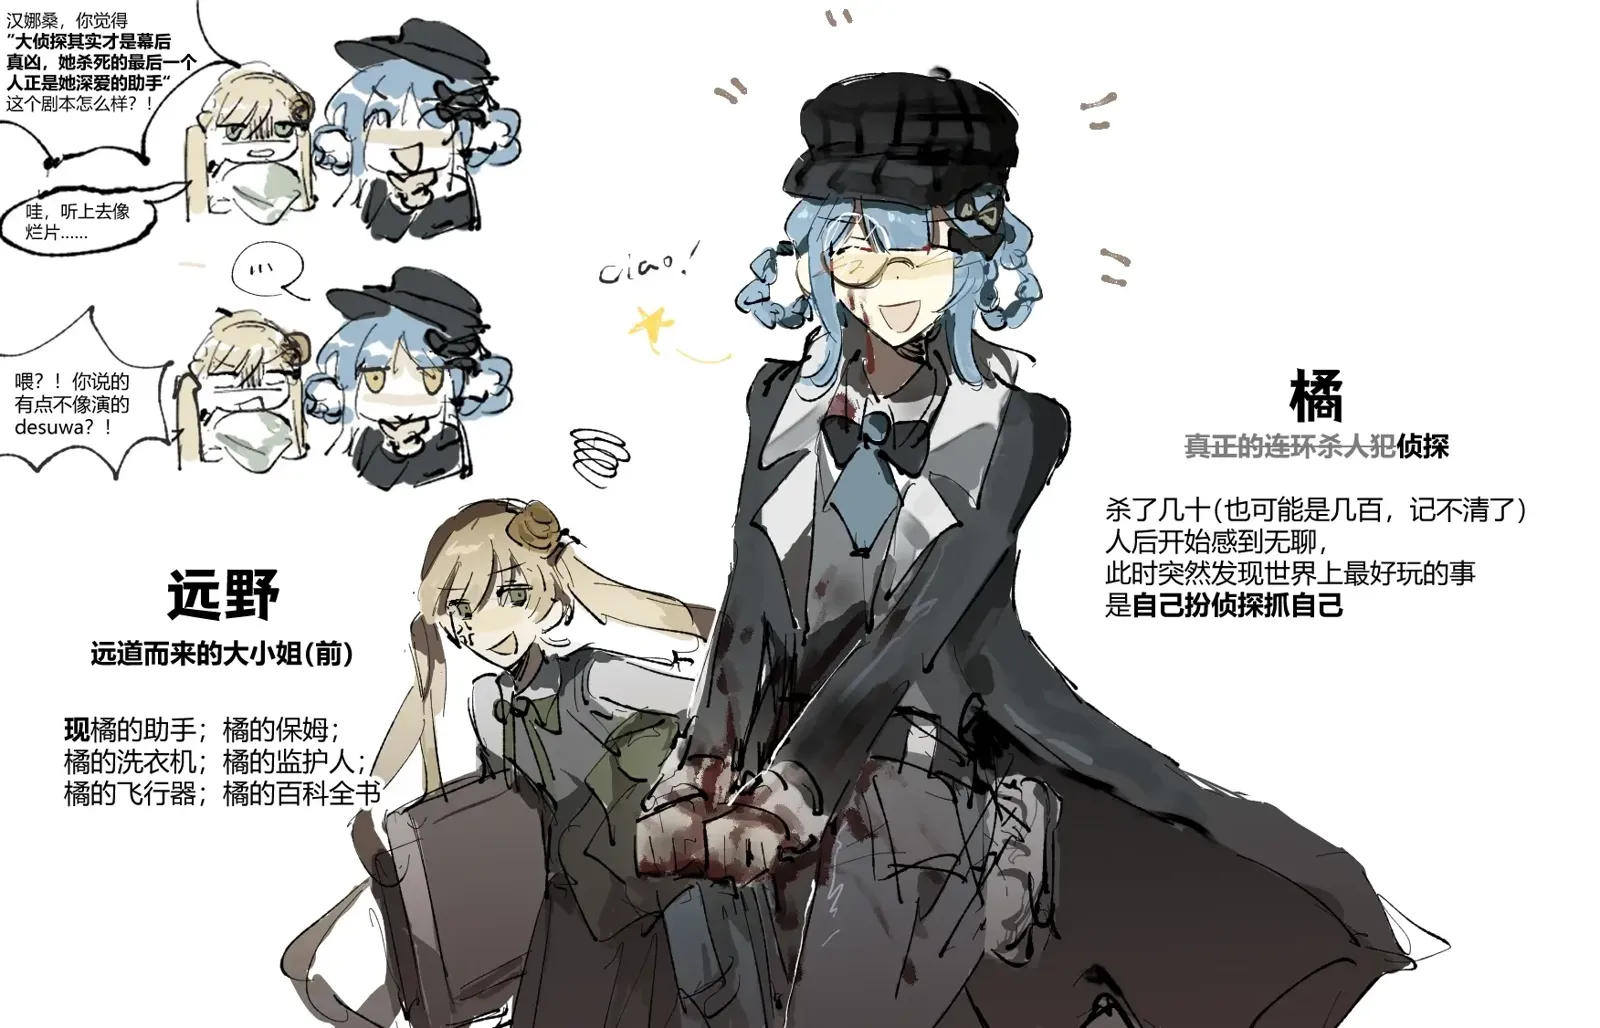 汉娜桑，你觉得
”大侦探其实才是幕后
真凶，她杀死的最后一个
人正是她深爱的助手“
这个剧本怎么样？！
哇，听上去像
烂片……
...
喂？！你说的
有点不像演的
desuwa？！
ciao!
远野
远道而来的大小姐(前)
现橘的助手；橘的保姆；
橘的洗衣机；橘的监护人；
橘的飞行器；橘的百科全书
橘
真正的连环杀人犯侦探
杀了几十(也可能是几百，记不清了)
人后开始感到无聊，
此时突然发现世界上最好玩的事
是自己扮侦探抓自己